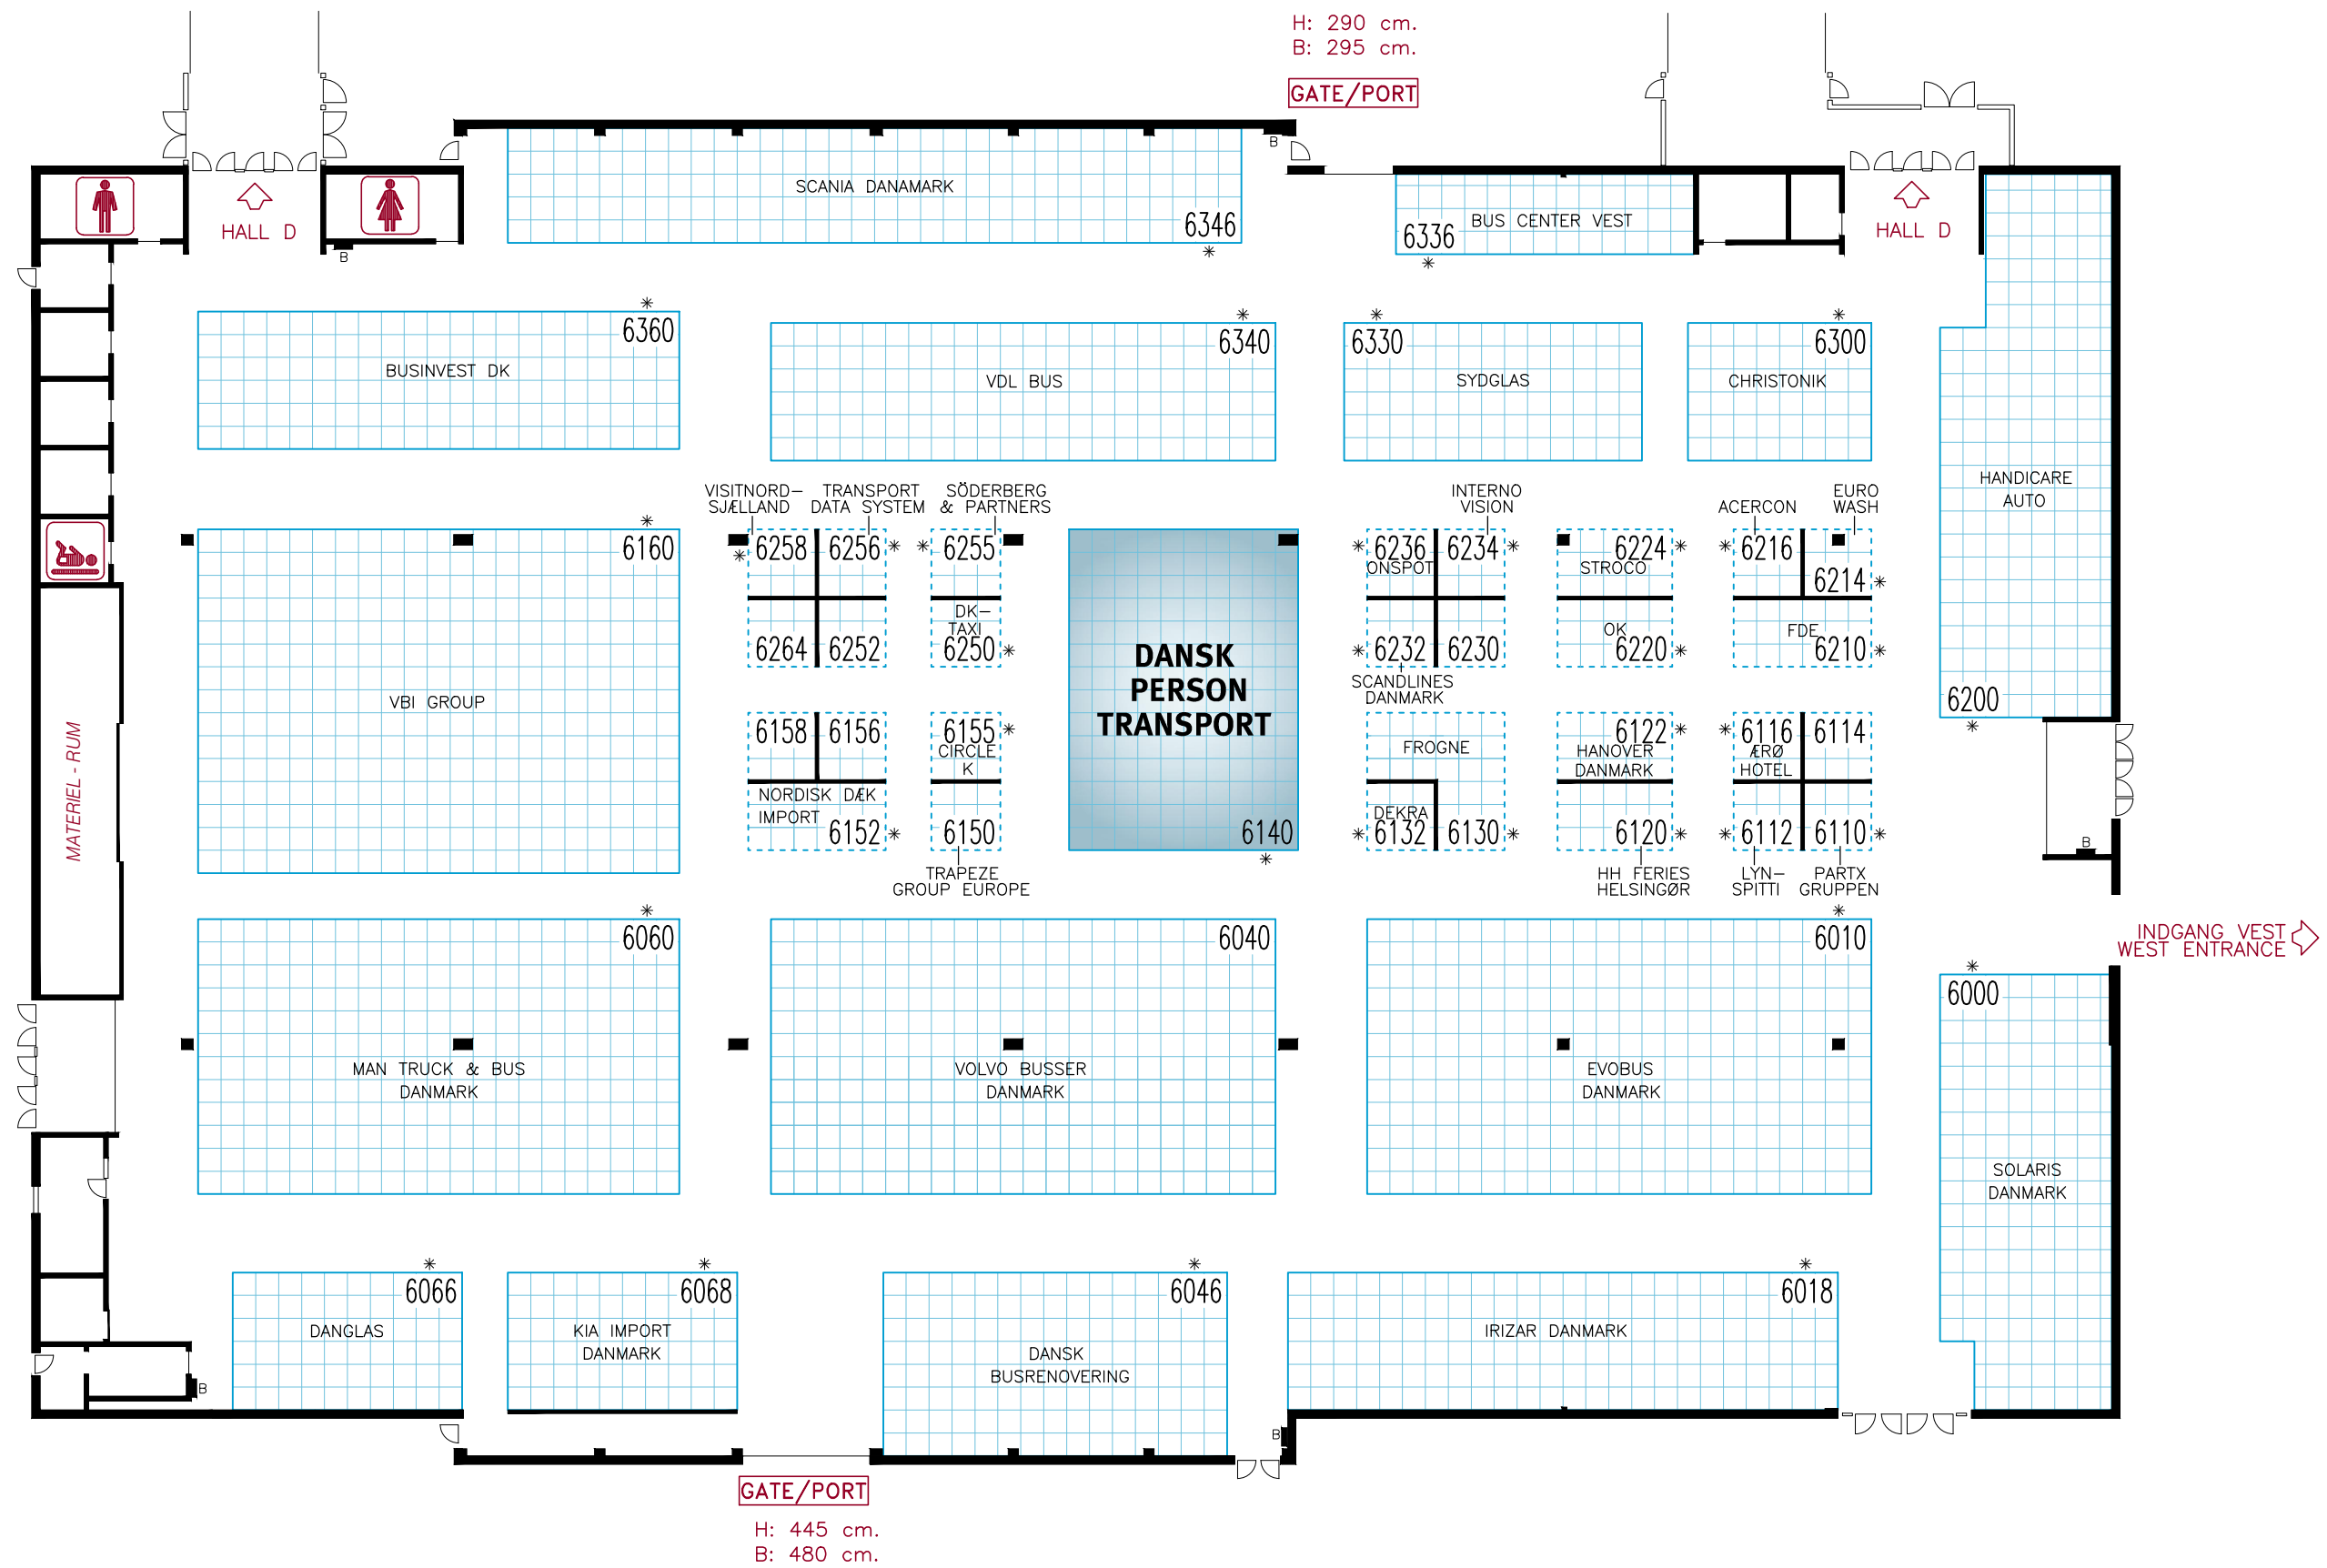 H: 290 cm.
B: 295 cm.
GATE/PORT
B
SCANIA DANAMARK
6346
*
BUS CENTER VEST
6336
*
HALL D
HALL D
B
*
6360
BUSINVEST DK
*
6340
VDL BUS
*
6330
SYDGLAS
*
6300
CHRISTONIK
HANDICARE
AUTO
6200
*
VISITNORD-
SJÆLLAND
TRANSPORT
DATA SYSTEM
SÖDERBERG
& PARTNERS
INTERNO
VISION
ACERCON
EURO
WASH
*
6160
VBI GROUP
* 6258
6256 *
* 6255
6264
6252
DK-
TAXI
6250 *
DANSK
PERSON
TRANSPORT
6140
*
* 6236
ONSPOT
6234 *
* 6232
6230
SCANDLINES
DANMARK
6224 *
STROCO
OK
6220 *
* 6216
6214 *
FDE
6210 *
6158
6156
NORDISK DÆK
IMPORT
6152 *
6155 *
CIRCLE
K
6150
TRAPEZE
GROUP EUROPE
FROGNE
DEKRA
* 6132
6130 *
6122 *
HANOVER
DANMARK
6120 *
HH FERIES
HELSINGØR
* 6116
ÆRØ
HOTEL
6114
* 6112
6110 *
LYN-
SPITTI
PARTX
GRUPPEN
MATERIEL - RUM
B
INDGANG VEST
WEST ENTRANCE
*
6060
MAN TRUCK & BUS
DANMARK
6040
VOLVO BUSSER
DANMARK
*
6010
EVOBUS
DANMARK
*
6000
SOLARIS
DANMARK
*
6066
DANGLAS
*
6068
KIA IMPORT
DANMARK
*
6046
DANSK
BUSRENOVERING
*
6018
IRIZAR DANMARK
B
B
GATE/PORT
H: 445 cm.
B: 480 cm.